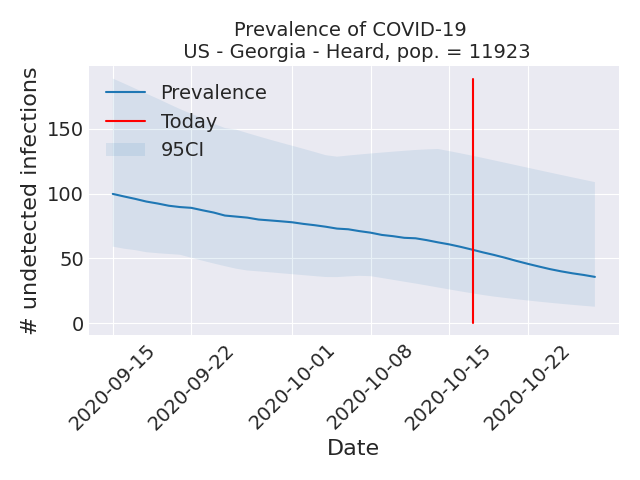 Prevalence of COVID-19
US - Georgia - Heard, pop. = 11923
# undetected infections
150
100
50
0
Prevalence
Today
95CI
2020-09-15
2020-09-22
2020-10-01
2020-10-08
2020-10-15
2020-10-22
Date